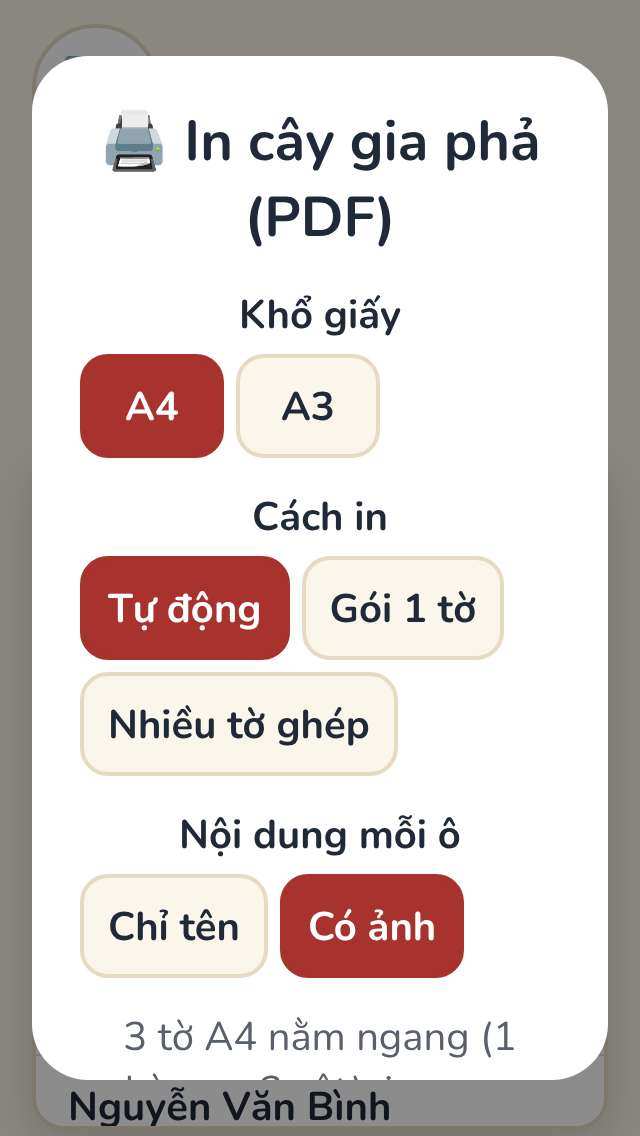 In cây gia phả
(PDF)
Khổ giấy
A4
A3
Cách in
Tự động
Gói 1 tờ
Nhiều tờ ghép
Nội dung mỗi ô
Chỉ tên
Có ảnh
3 tờ A4 nằm ngang (1
Nguyễn Văn Bình